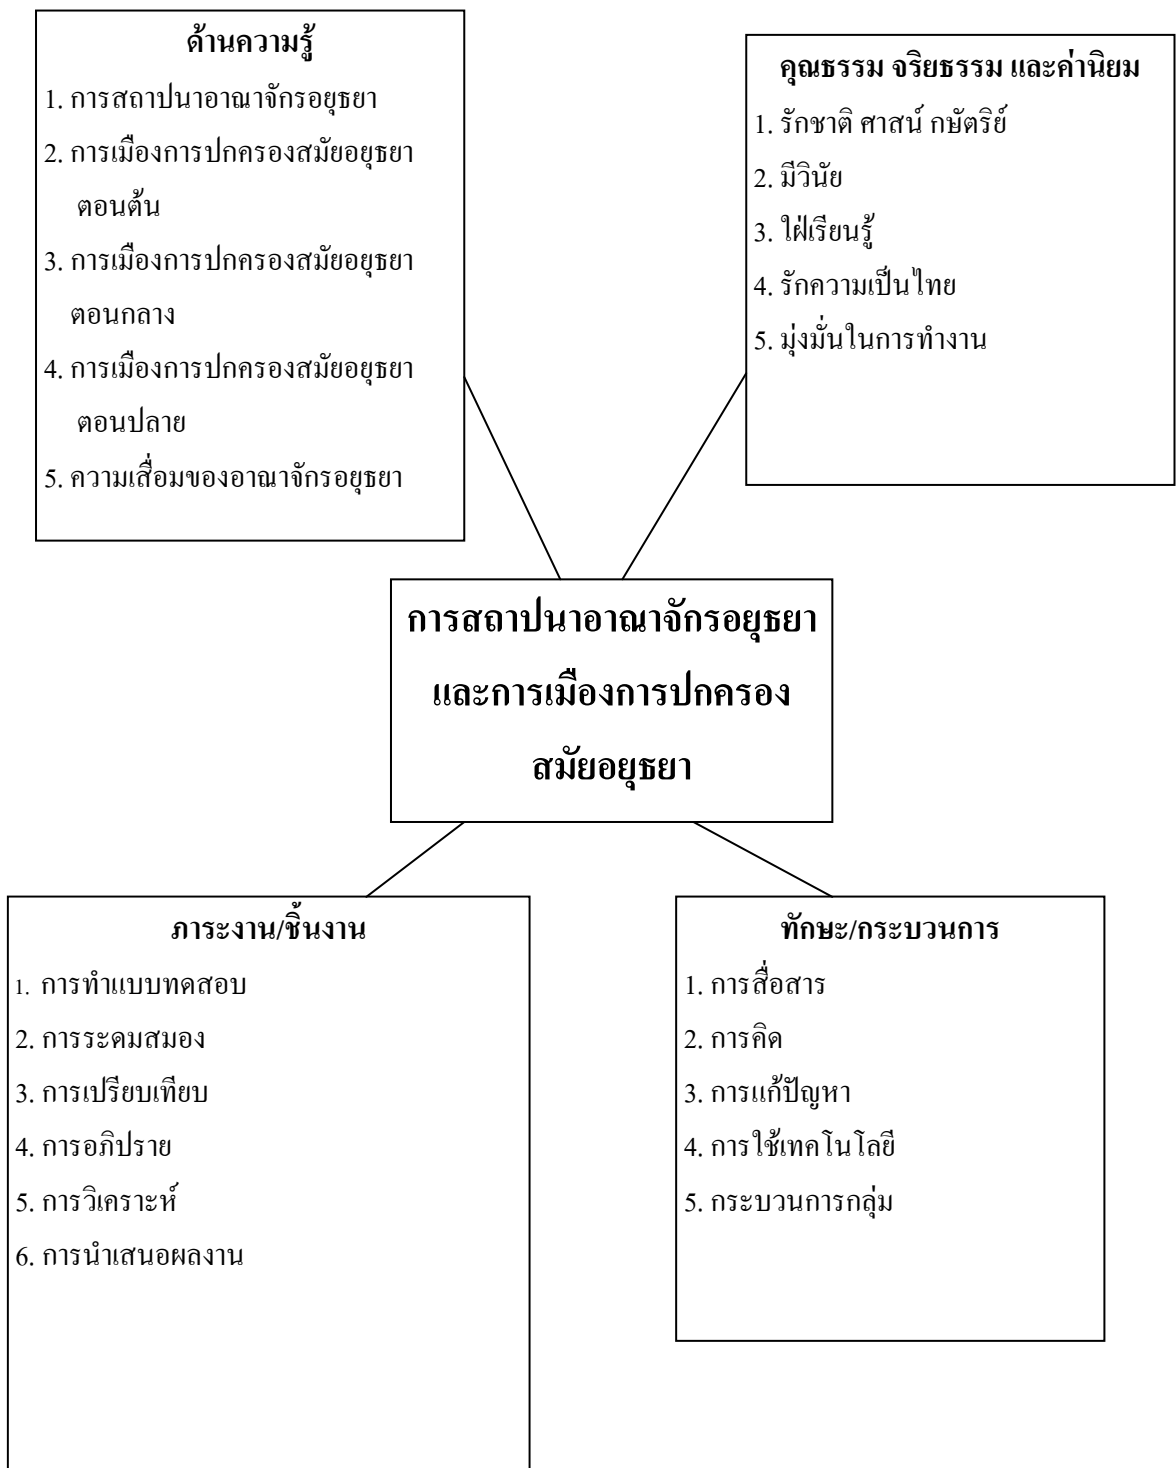 ด้านความรู้
1. การสถาปนาอาณาจักรอยุธยา
2. การเมืองการปกครองสมัยอยุธยา
ตอนต้น
3. การเมืองการปกครองสมัยอยุธยา
ตอนกลาง
4. การเมืองการปกครองสมัยอยุธยา
ตอนปลาย
5. ความเสื่อมของอาณาจักรอยุธยา
คุณธรรม จริยธรรม และค่านิยม
1. รักชาติ ศาสน์ กษัตริย์
2. มีวินัย
3. ใฝ่เรียนรู้
4. รักความเป็นไทย
5. มุ่งมั่นในการทำงาน
การสถาปนาอาณาจักรอยุธยา
และการเมืองการปกครอง
สมัยอยุธยา
ภาระงาน/ชิ้นงาน
1. การทำแบบทดสอบ
2. การระดมสมอง
3. การเปรียบเทียบ
4. การอภิปราย
5. การวิเคราะห์
6. การนำเสนอผลงาน
ทักษะ/กระบวนการ
1. การสื่อสาร
2. การคิด
3. การแก้ปัญหา
4. การใช้เทคโนโลยี
5. กระบวนการกลุ่ม